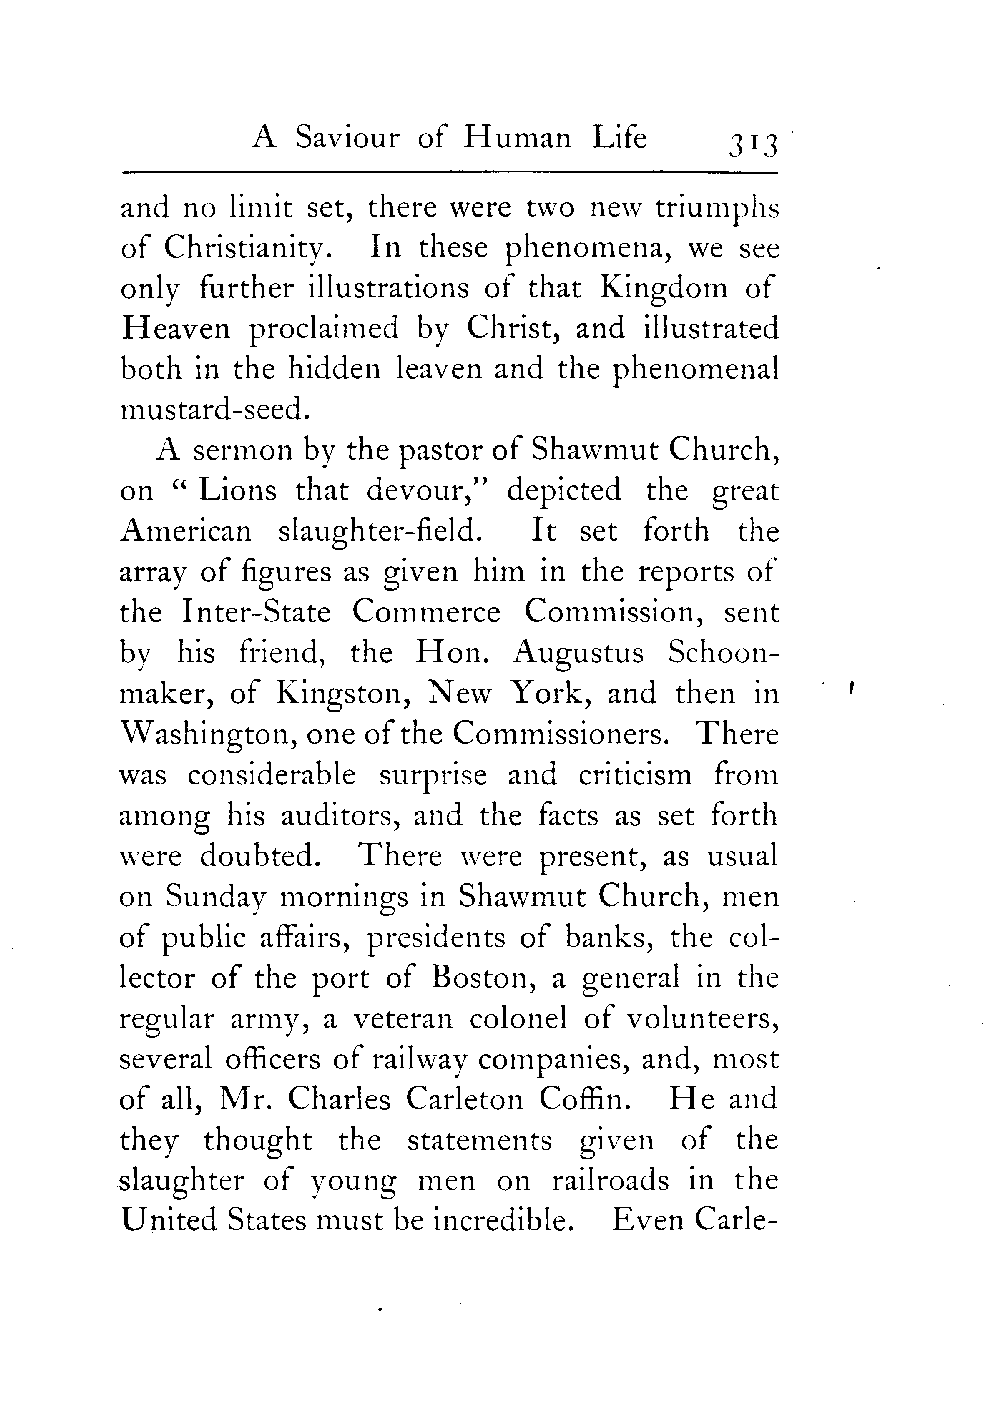 A Saviour of Human Life 313
and no limit set, there were two new triumphs
of Christianity. In these phenomena, we see
only further illustrations of that Kingdom of
Heaven proclaimed by Christ, and illustrated
both in the hidden leaven and the phenomenal
mustard-seed.
A sermon by the pastor of Shawmut Church,
on “ Lions that devour,” depicted the great
American slaughter-field. It set forth the
array of figures as given him in the reports of
the Inter-State Commerce Commission, sent
by his friend, the Hon. Augustus Schoon-
maker, of Kingston, New York, and then in
Washington, one of the Commissioners. There
was considerable surprise and criticism from
among his auditors, and the facts as set forth
were doubted. There were present, as usual
on Sunday mornings in Shawmut Church, men
of public affairs, presidents of banks, the col-
lector of the port of Boston, a general in the
regular army, a veteran colonel of volunteers,
several officers of railway companies, and, most
of all, Mr. Charles Carleton Coffin. He and
they thought the statements given of the
slaughter of young men on railroads in the
United States must be incredible. Even Carle-